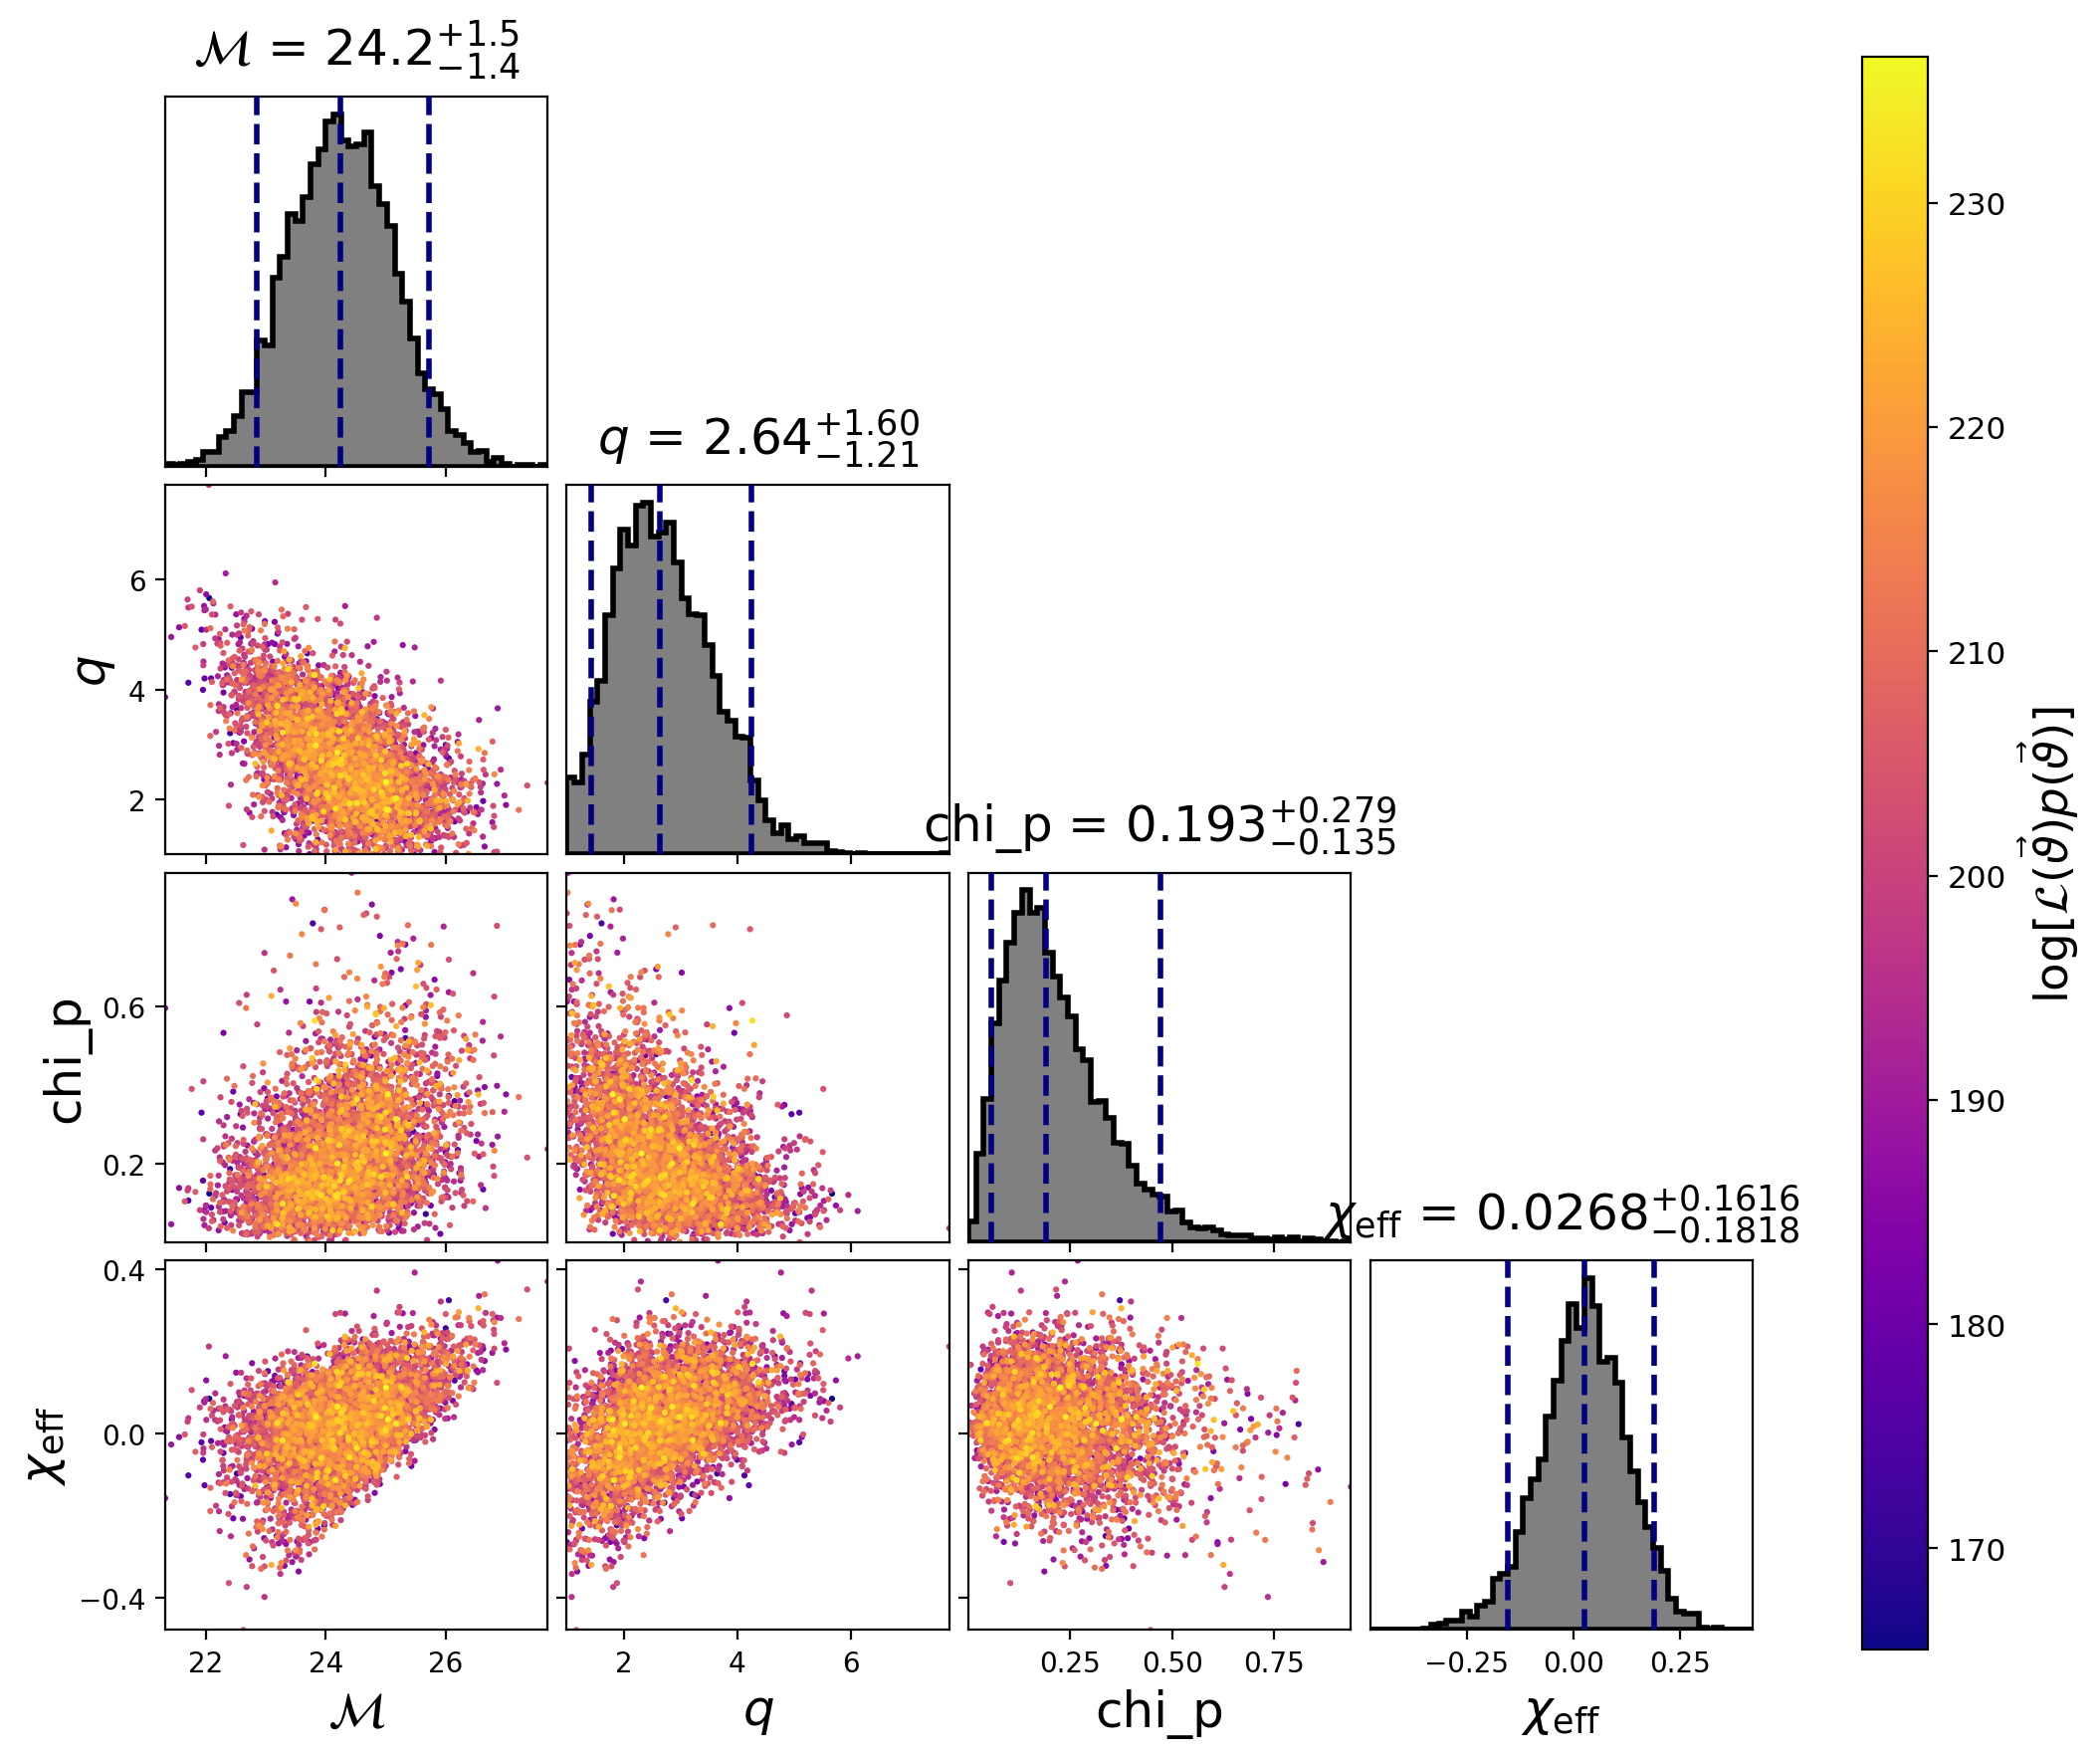 ℳ = 24.2 +1.5 −1.4
q = 2.64 +1.60 −1.21
chi_p = 0.193 +0.279 −0.135
χeff = 0.0268 +0.1616 −0.1818
q
6
4
2
chi_p
0.6
0.2
χeff
0.4
0.0
−0.4
22 24 26
2 4 6
0.25 0.50 0.75
−0.25 0.00 0.25
ℳ
q
chi_p
χeff
230
220
210
200
190
180
170
log[ℒ(ϑ⃗)p(ϑ⃗)]